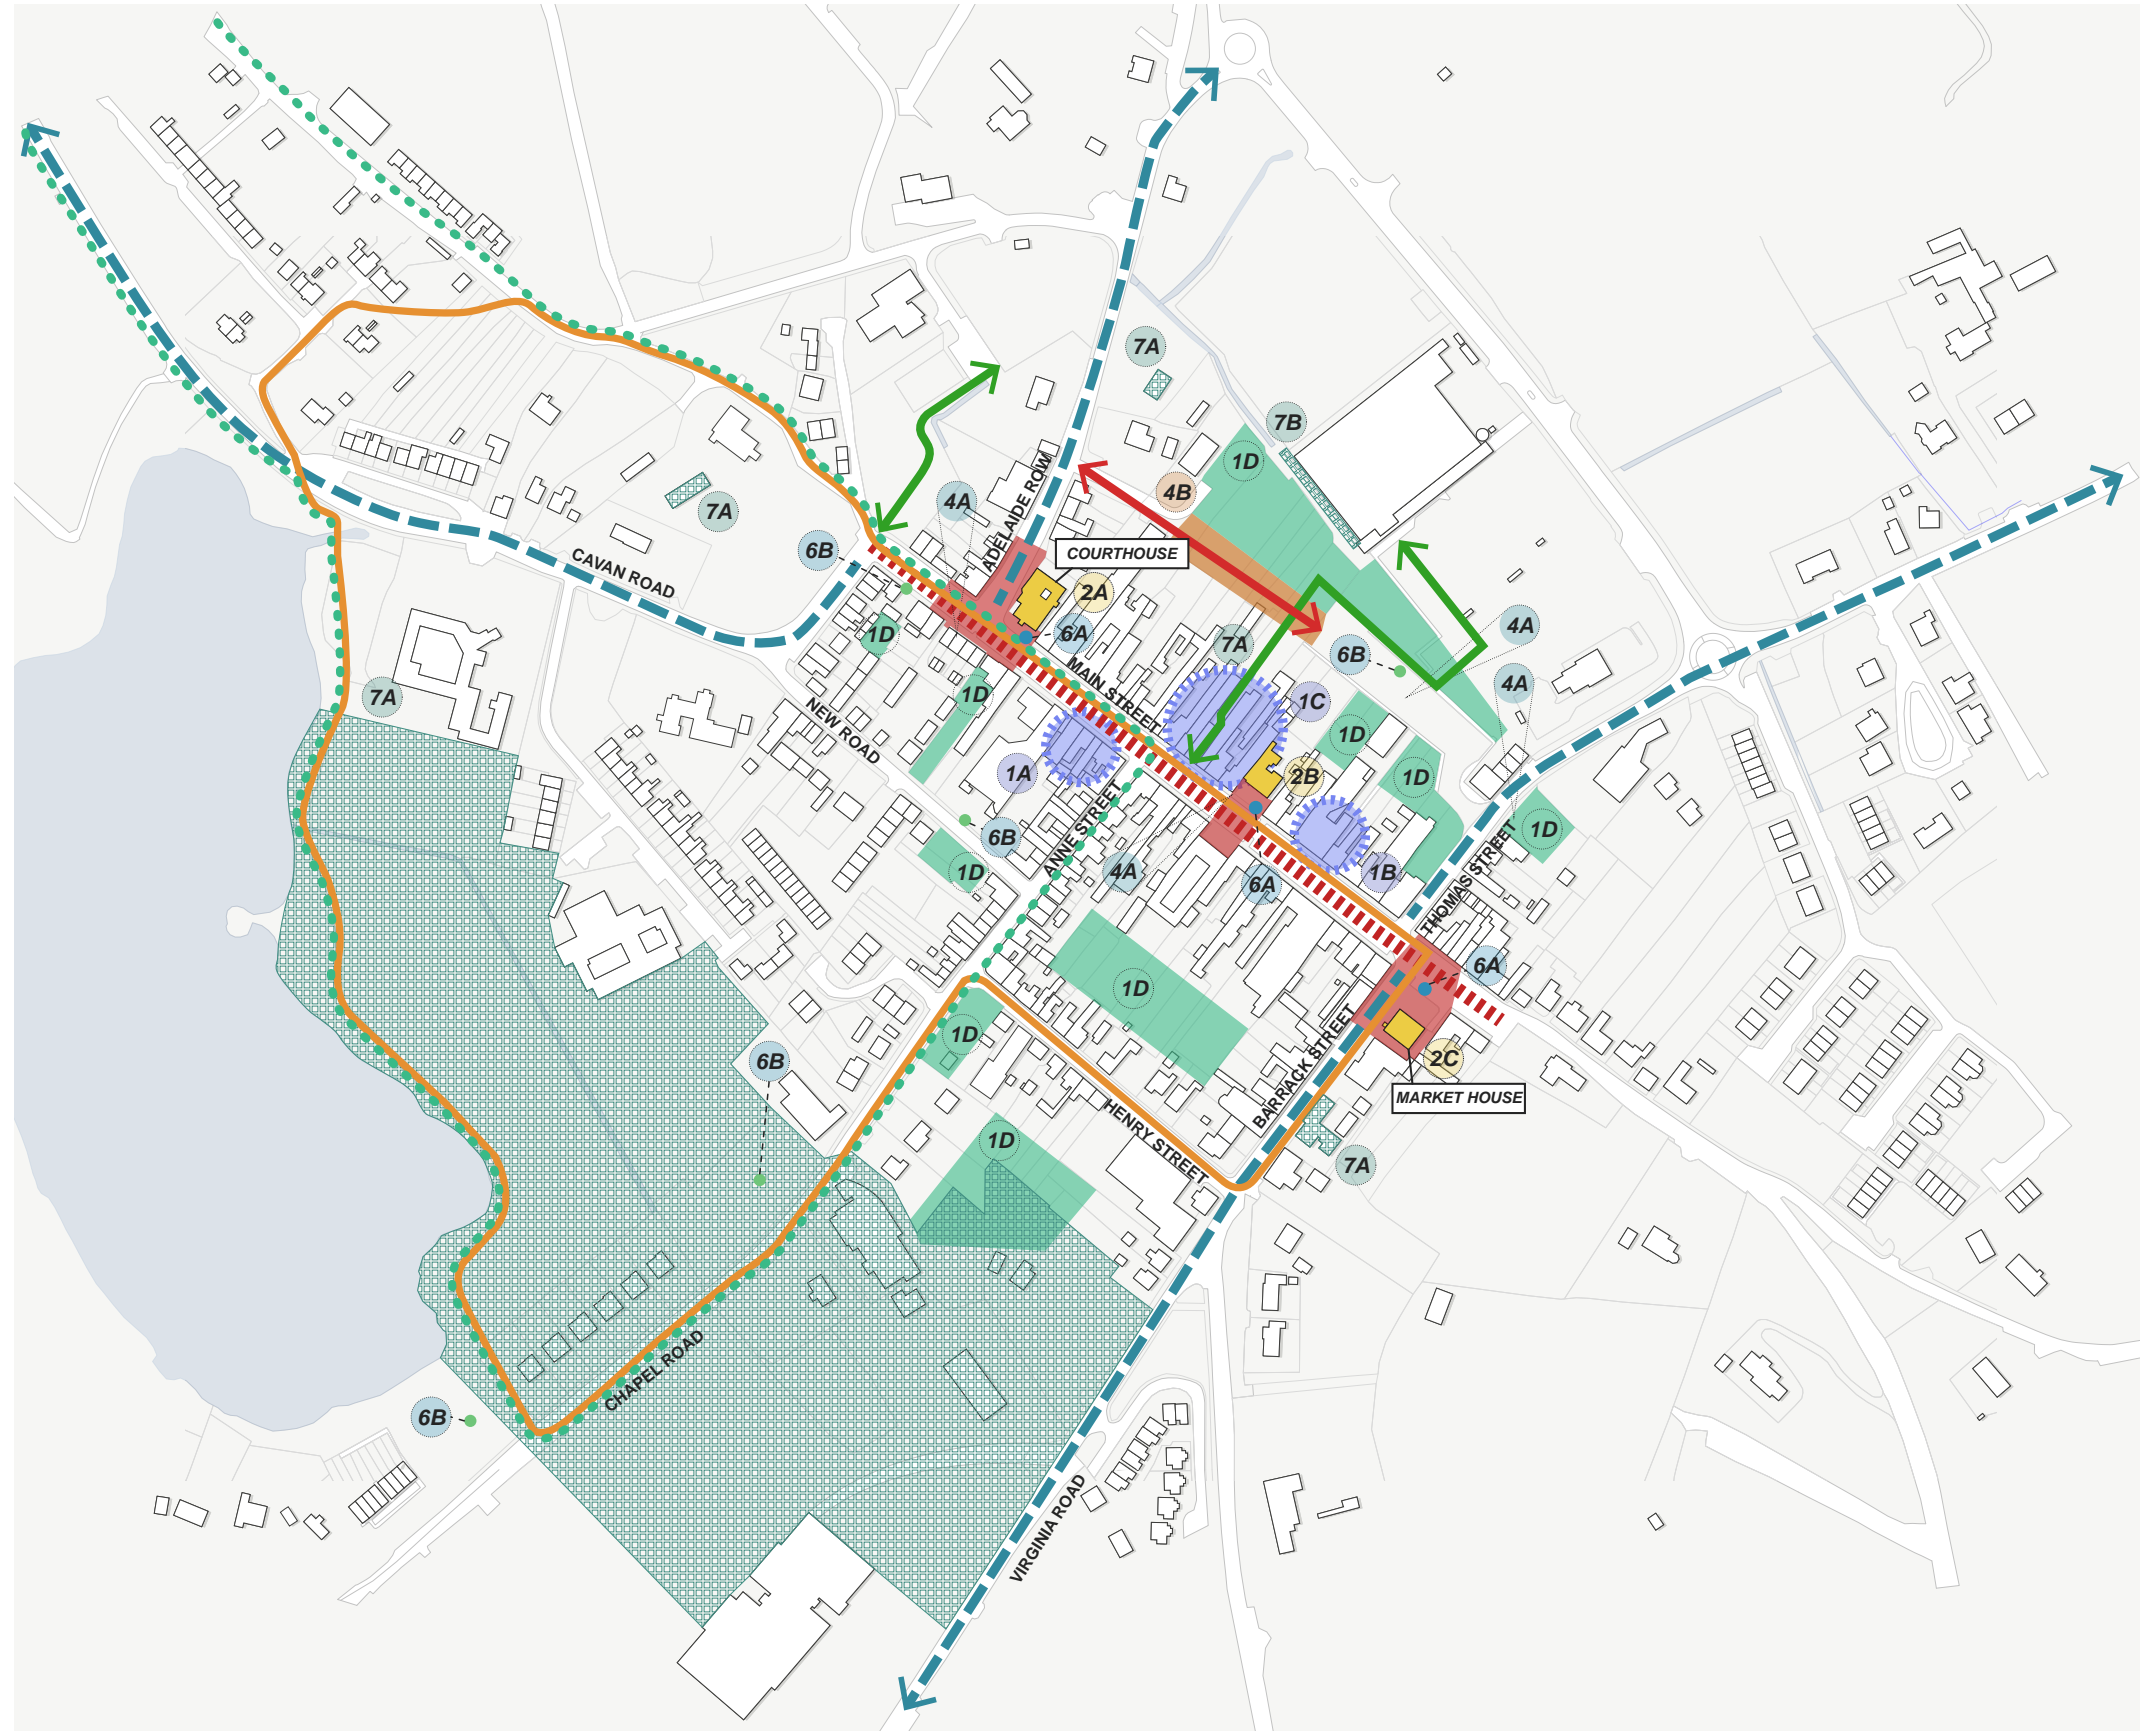 7A
7B
1D
4B
4A
ADELAIDE ROW
COURTHOUSE
6B
CAVAN ROAD
2A
1D
6A
4A
7A
6B
7A
7A
4A
1D
MAIN STREET
1C
NEW ROAD
1D
1A
2B
1D
ANNE STREET
1D
6B
4A
1D
6A
1B
THOMAS STREET
6A
1D
1D
BARRACK STREET
2C
6B
MARKET HOUSE
HENRY STREET
1D
7A
CHAPEL ROAD
6B
VIRGINIA ROAD